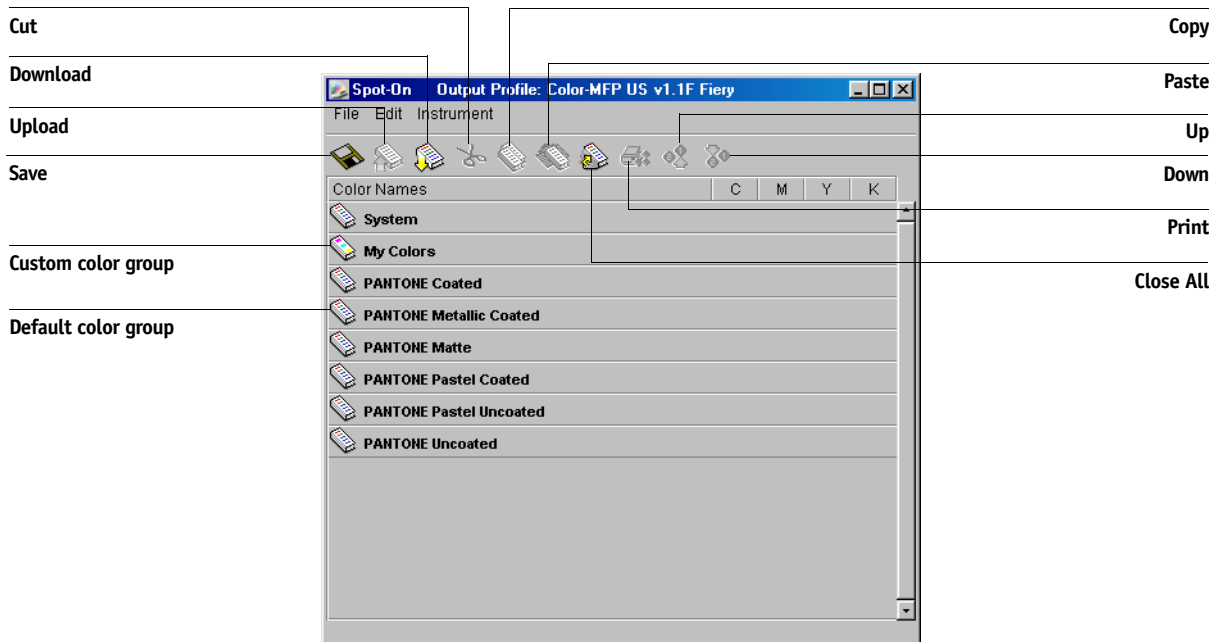 Cut
Download
Upload
Save
Custom color group
Default color group
Spot-On Output Profile: Color-MFP US v1.1F Fiery
File Edit Instrument
Color Names C M Y K
System
My Colors
PANTONE Coated
PANTONE Metallic Coated
PANTONE Matte
PANTONE Pastel Coated
PANTONE Pastel Uncoated
PANTONE Uncoated
Copy
Paste
Up
Down
Print
Close All